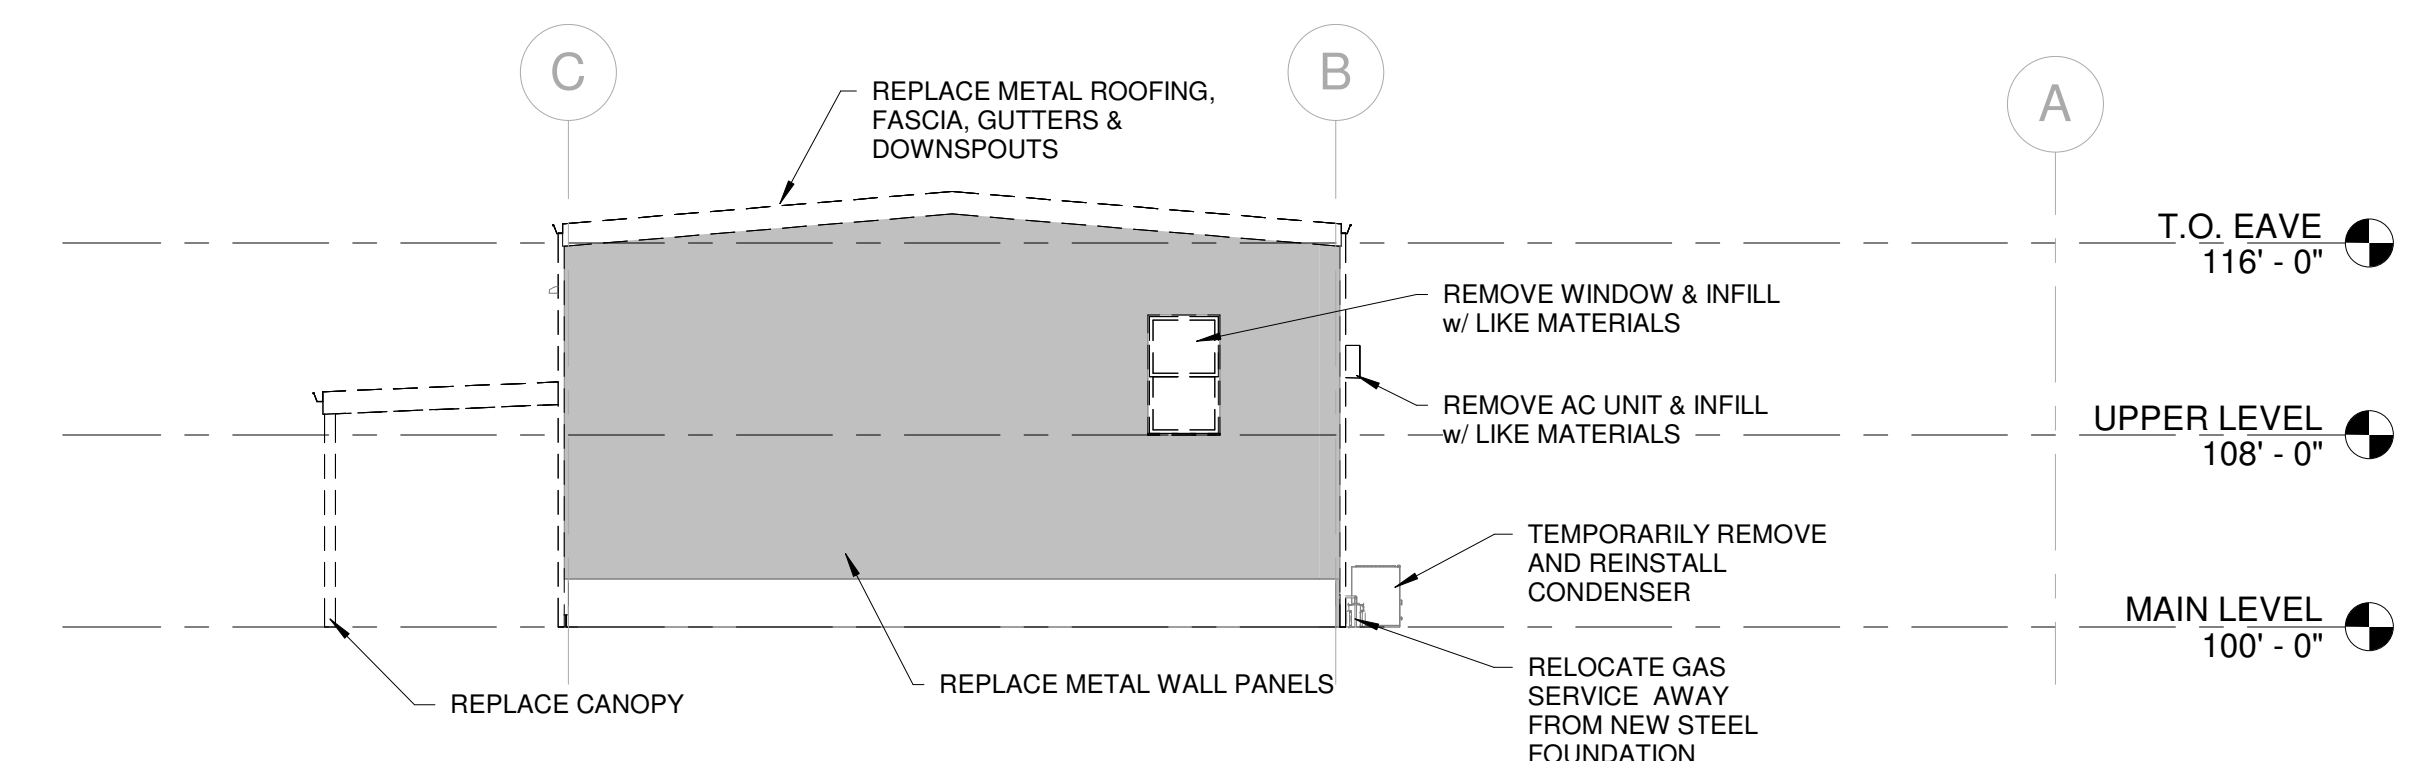 C
B
A
REPLACE METAL ROOFING,
FASCIA, GUTTERS &
DOWNSPOUTS
T.O. EAVE
116' - 0"
REMOVE WINDOW & INFILL
w/ LIKE MATERIALS
REMOVE AC UNIT & INFILL
w/ LIKE MATERIALS
UPPER LEVEL
108' - 0"
TEMPORARILY REMOVE
AND REINSTALL
CONDENSER
MAIN LEVEL
100' - 0"
RELOCATE GAS
SERVICE  AWAY
FROM NEW STEEL
FOUNDATION
REPLACE METAL WALL PANELS
REPLACE CANOPY